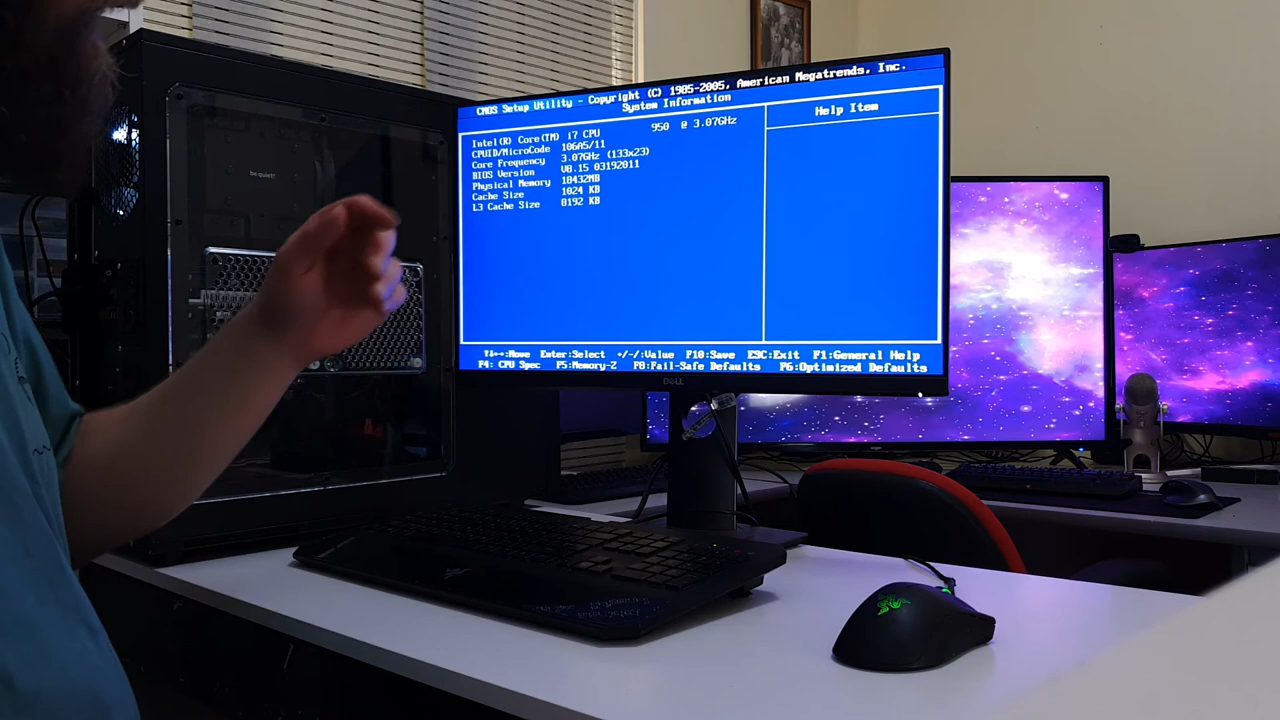 CMOS Setup Utility - Copyright (C) 1985-2005, American Megatrends, Inc.
System Information
Help Item
Intel(R) Core(TM) i7 CPU 950 @ 3.07GHz
CPUID/MicroCode 106A5/11
Core Frequency 3.07GHz (133x23)
BIOS Version V8.15 03192011
Physical Memory 18432MB
Cache Size 1024 KB
L3 Cache Size 8192 KB
↑↓←→:Move Enter:Select +/-/:Value F10:Save ESC:Exit F1:General Help
F4: CPU Spec F5:Memory-Z F8:Fail-Safe Defaults F6:Optimized Defaults
DELL
be quiet!